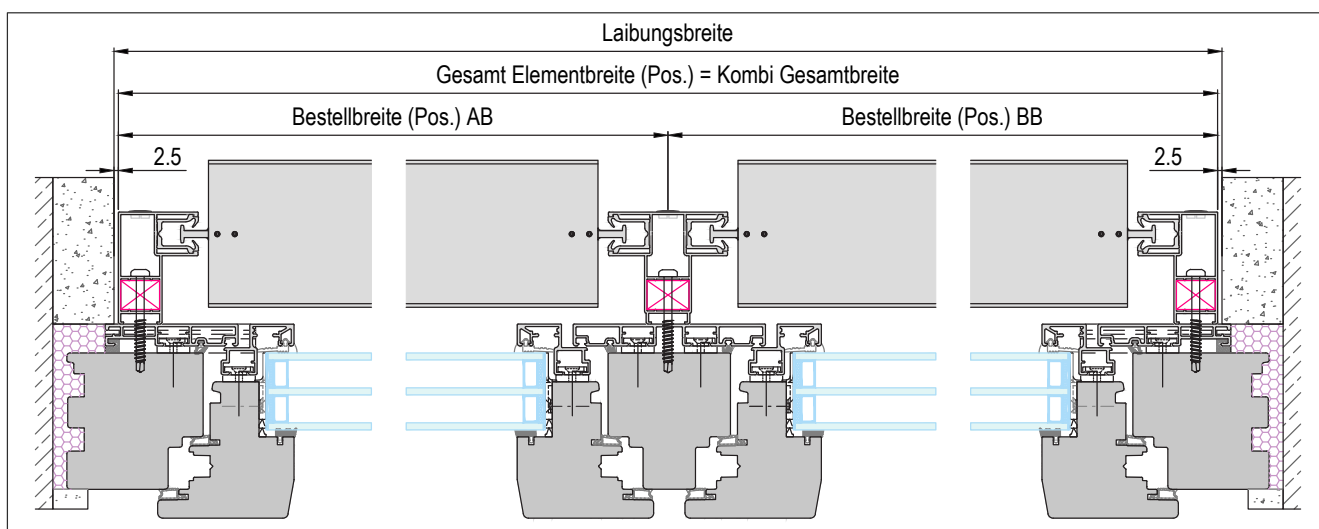 Laibungsbreite
Gesamt Elementbreite (Pos.) = Kombi Gesamtbreite
Bestellbreite (Pos.) AB
Bestellbreite (Pos.) BB
2.5
2.5